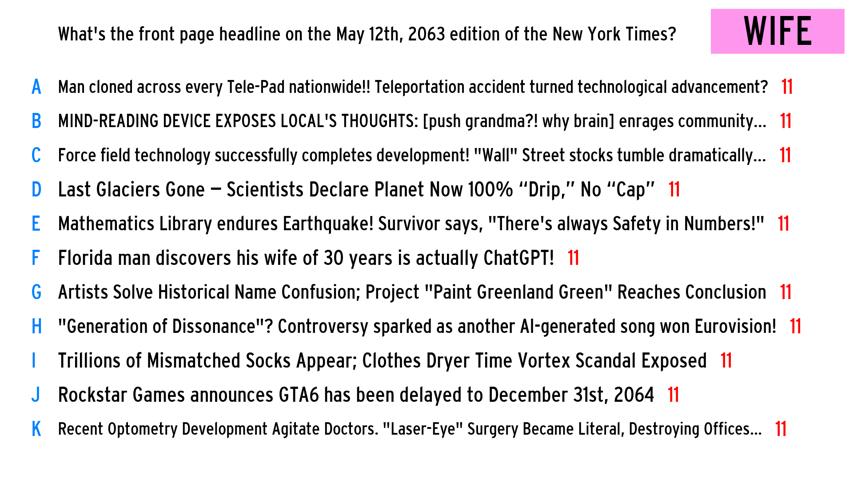 What's the front page headline on the May 12th, 2063 edition of the New York Times? WIFE
A Man cloned across every Tele-Pad nationwide!! Teleportation accident turned technological advancement? 11
B MIND-READING DEVICE EXPOSES LOCAL'S THOUGHTS: [push grandma?! why brain] enrages community... 11
C Force field technology successfully completes development! "Wall" Street stocks tumble dramatically... 11
D Last Glaciers Gone — Scientists Declare Planet Now 100% “Drip,” No “Cap” 11
E Mathematics Library endures Earthquake! Survivor says, "There's always Safety in Numbers!" 11
F Florida man discovers his wife of 30 years is actually ChatGPT! 11
G Artists Solve Historical Name Confusion; Project "Paint Greenland Green" Reaches Conclusion 11
H "Generation of Dissonance"? Controversy sparked as another AI-generated song won Eurovision! 11
I Trillions of Mismatched Socks Appear; Clothes Dryer Time Vortex Scandal Exposed 11
J Rockstar Games announces GTA6 has been delayed to December 31st, 2064 11
K Recent Optometry Development Agitate Doctors. "Laser-Eye" Surgery Became Literal, Destroying Offices... 11